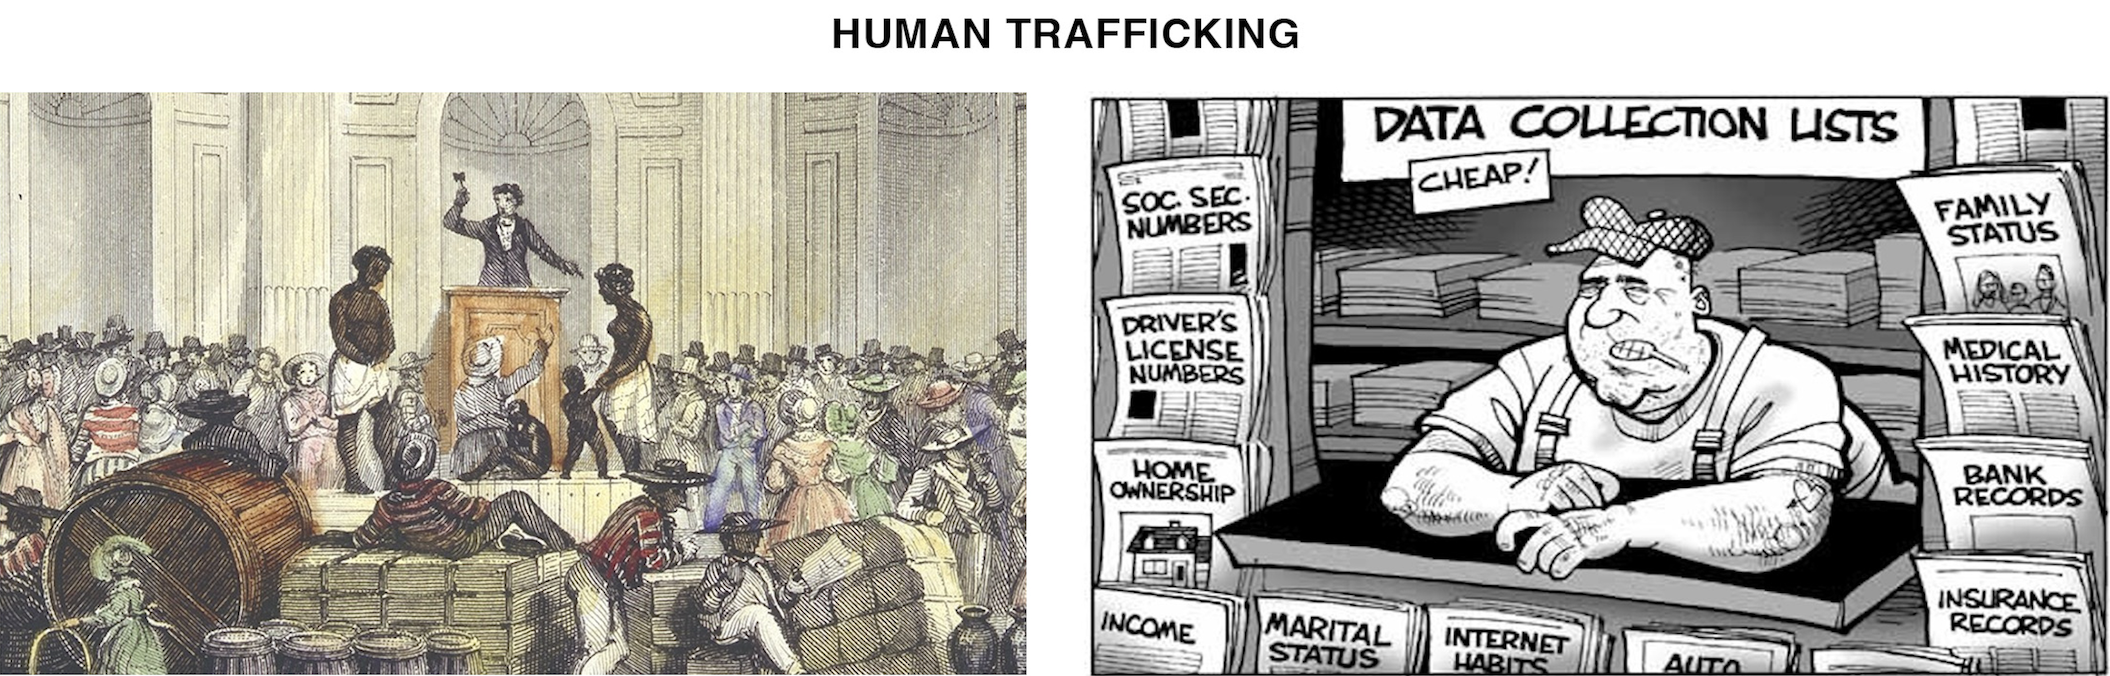 HUMAN TRAFFICKING
DATA COLLECTION LISTS
CHEAP!
SOC. SEC.
NUMBERS
DRIVER'S
LICENSE
NUMBERS
HOME
OWNERSHIP
INCOME
MARITAL
STATUS
INTERNET
HABITS
AUTO
FAMILY
STATUS
MEDICAL
HISTORY
BANK
RECORDS
INSURANCE
RECORDS